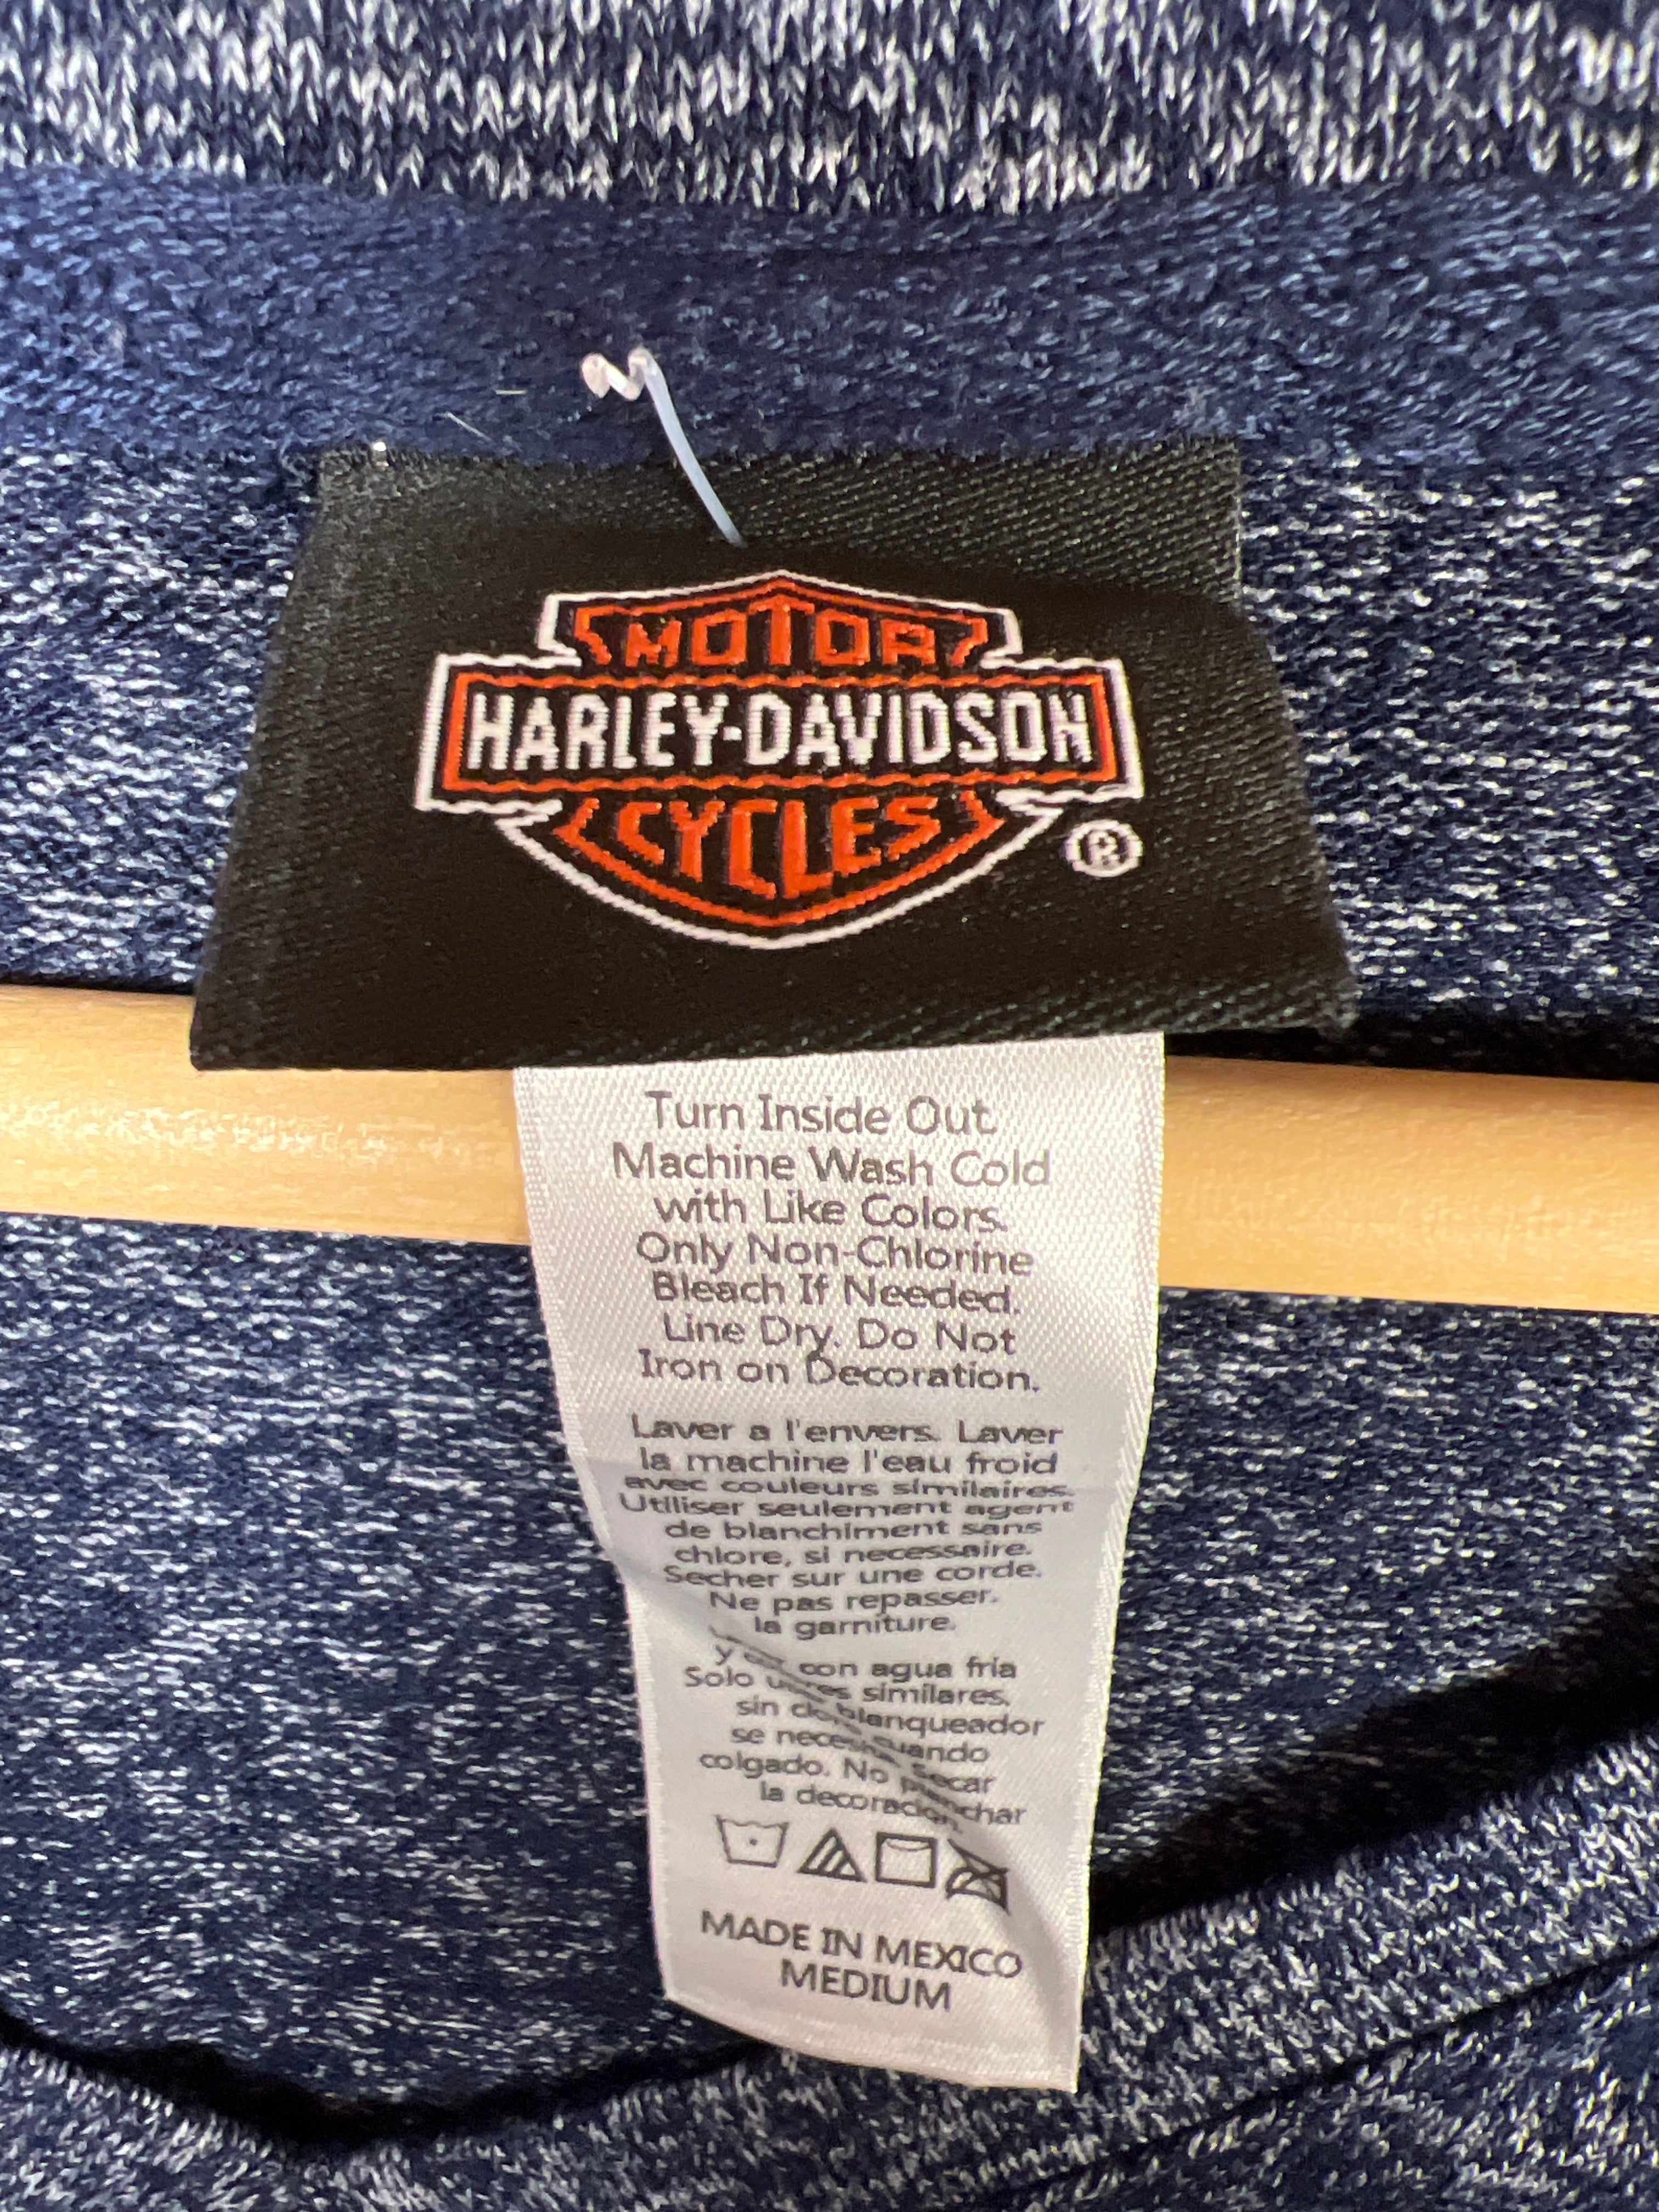 MOTOR
HARLEY-DAVIDSON
CYCLES
®
Turn Inside Out
Machine Wash Cold
with Like Colors.
Only Non-Chlorine
Bleach If Needed.
Line Dry. Do Not
Iron on Decoration.
Laver a l'envers. Laver
la machine l'eau froid
avec couleurs similaires.
Utiliser seulement agent
de blanchiment sans
chlore, si necessaire.
Secher sur une corde.
Ne pas repasser.
la garniture.
y con agua fria
Solo similares.
sin blanqueador
se
colgado. No
la
MADE IN MEXICO
MEDIUM